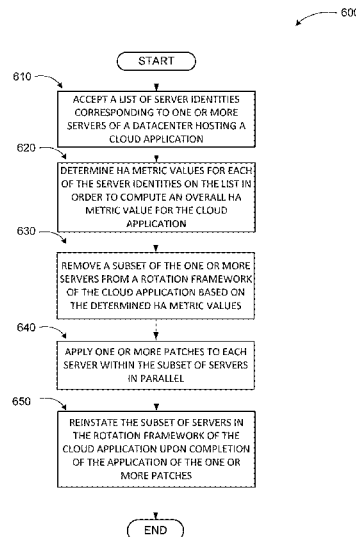 600
START
610
ACCEPT A LIST OF SERVER IDENTITIES
CORRESPONDING TO ONE OR MORE
SERVERS OF A DATACENTER HOSTING A
CLOUD APPLICATION
620
DETERMINE HA METRIC VALUES FOR EACH
OF THE SERVER IDENTITIES ON THE LIST IN
ORDER TO COMPUTE AN OVERALL HA
METRIC VALUE FOR THE CLOUD
APPLICATION
630
REMOVE A SUBSET OF THE ONE OR MORE
SERVERS FROM A ROTATION FRAMEWORK
OF THE CLOUD APPLICATION BASED ON
THE DETERMINED HA METRIC VALUES
640
APPLY ONE OR MORE PATCHES TO EACH
SERVER WITHIN THE SUBSET OF SERVERS
IN PARALLEL
650
REINSTATE THE SUBSET OF SERVERS IN
THE ROTATION FRAMEWORK OF THE
CLOUD APPLICATION UPON COMPLETION
OF THE APPLICATION OF THE ONE OR
MORE PATCHES
END